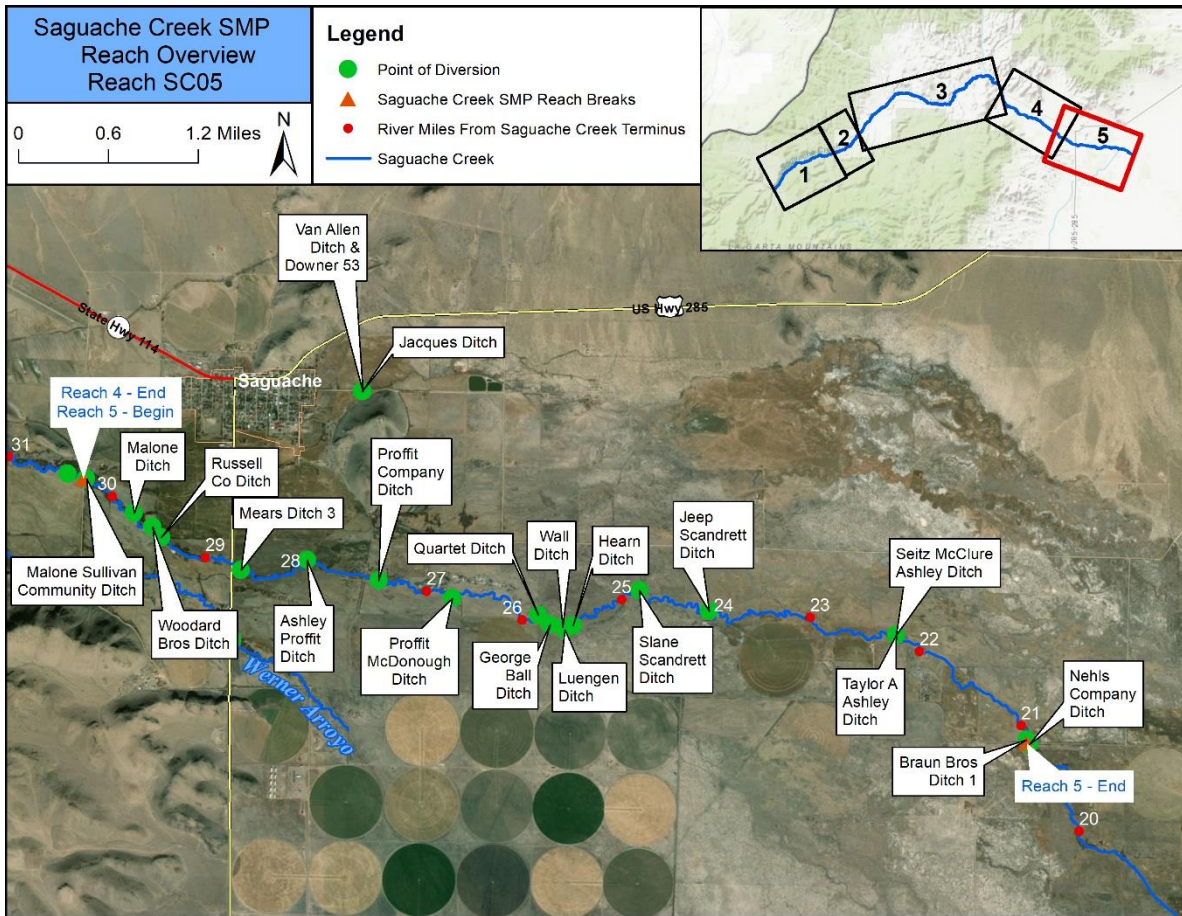 Saguache Creek SMP
Reach Overview
Reach SC05
0 0.6 1.2 Miles
N
Legend
Point of Diversion
Saguache Creek SMP Reach Breaks
River Miles From Saguache Creek Terminus
Saguache Creek
1
2
3
4
5
LA GARITA MOUNTAINS
Van Allen
Ditch &
Downer 53
State Hwy 114
US Hwy 285
Jacques Ditch
Saguache
Reach 4 - End
Reach 5 - Begin
Malone
Ditch
Russell
Co Ditch
Mears Ditch 3
Proffit
Company
Ditch
Quartet Ditch
Wall
Ditch
Hearn
Ditch
Jeep
Scandrett
Ditch
Seitz McClure
Ashley Ditch
31
30
29
28
27
26
25
24
23
22
21
20
Malone Sullivan
Community Ditch
Woodard
Bros Ditch
Ashley
Proffit
Ditch
Proffit
McDonough
Ditch
George
Ball
Ditch
Luengen
Ditch
Slane
Scandrett
Ditch
Taylor A
Ashley
Ditch
Nehls
Company
Ditch
Braun Bros
Ditch 1
Reach 5 - End
Werner Arroyo